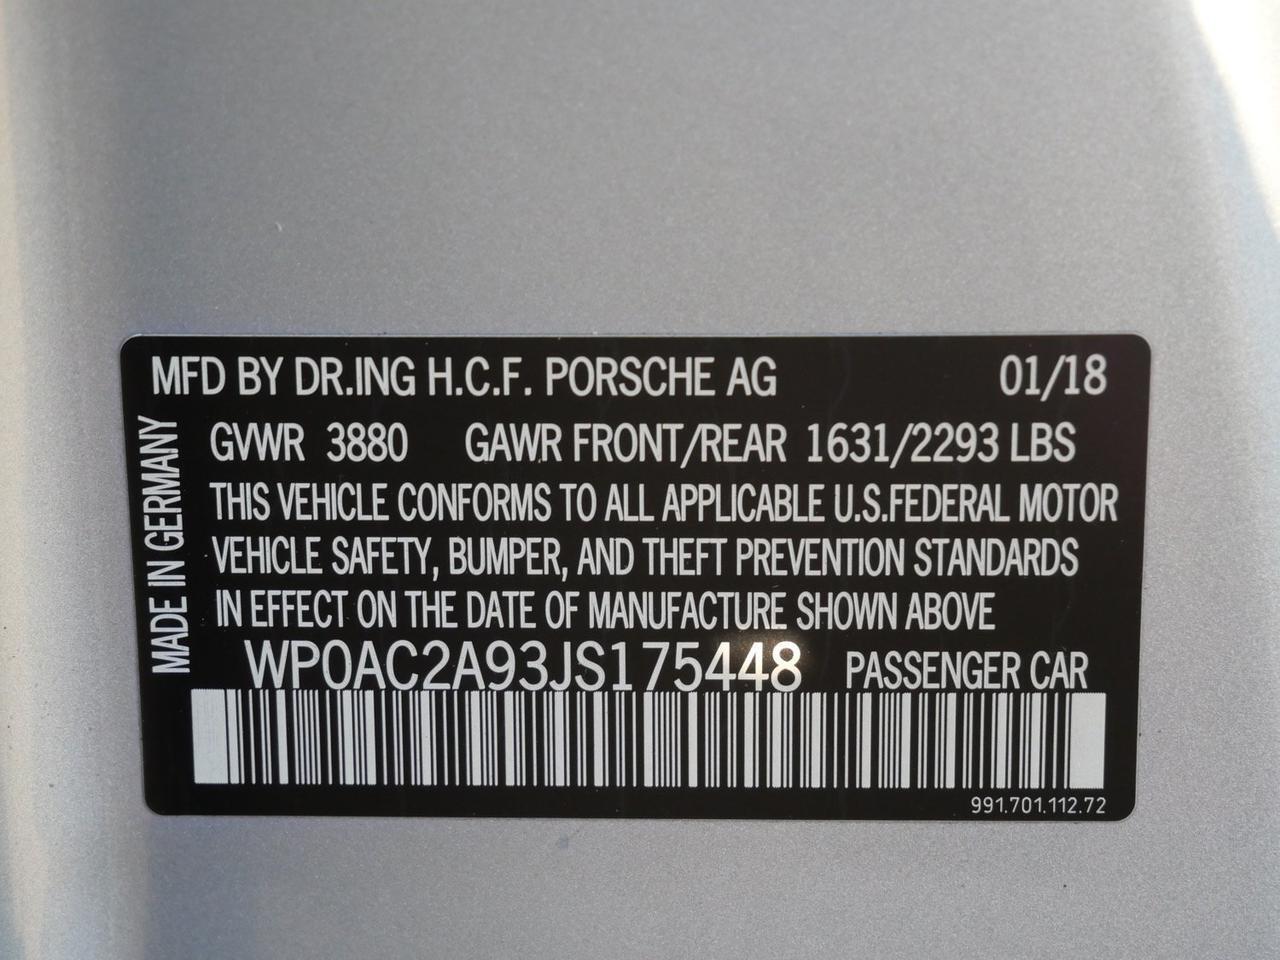 MFD BY DR.ING H.C.F. PORSCHE AG 01/18
MADE IN GERMANY
GVWR 3880 GAWR FRONT/REAR 1631/2293 LBS
THIS VEHICLE CONFORMS TO ALL APPLICABLE U.S.FEDERAL MOTOR
VEHICLE SAFETY, BUMPER, AND THEFT PREVENTION STANDARDS
IN EFFECT ON THE DATE OF MANUFACTURE SHOWN ABOVE
WP0AC2A93JS175448 PASSENGER CAR
991.701.112.72